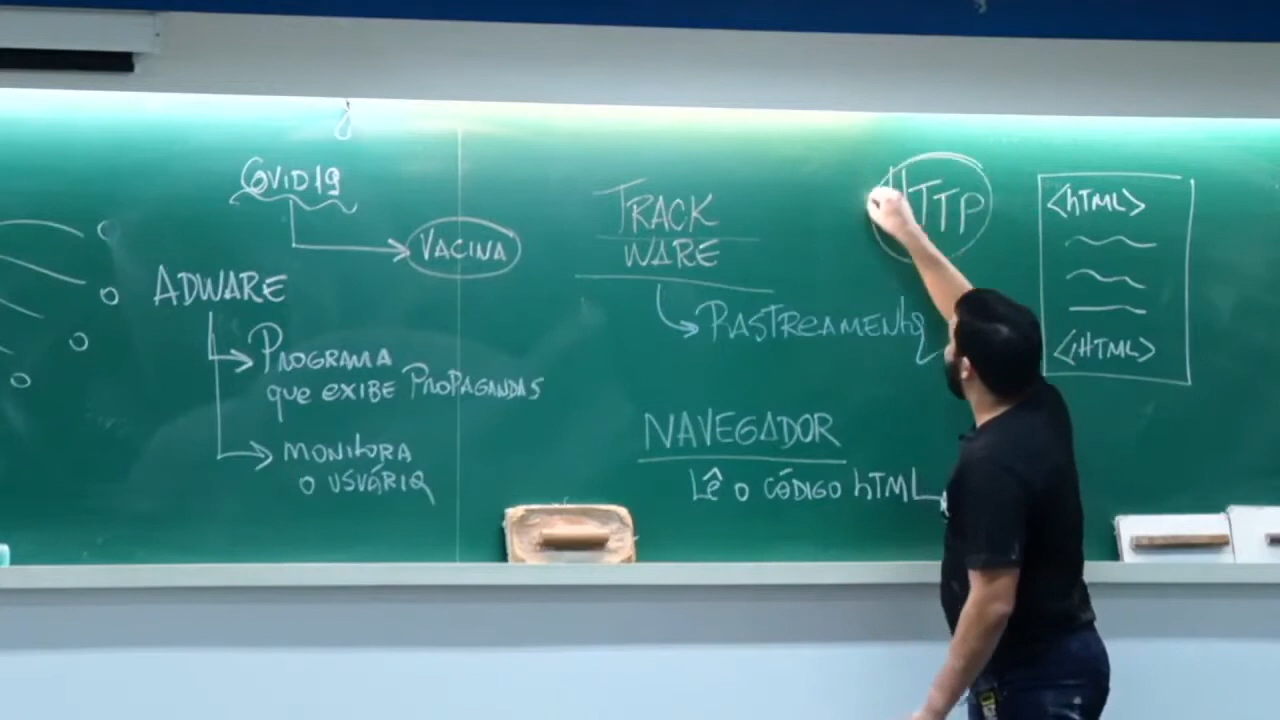 COVID19
VACINA
ADWARE
PROGRAMA
que EXIBE PROPAGANDAS
MONITORA
O USUÁRIO
TRACK
WARE
RASTREAMENTO
NAVEGADOR
LÊ O CÓDIGO hTML
HTTP
<hTML>
</HTML>